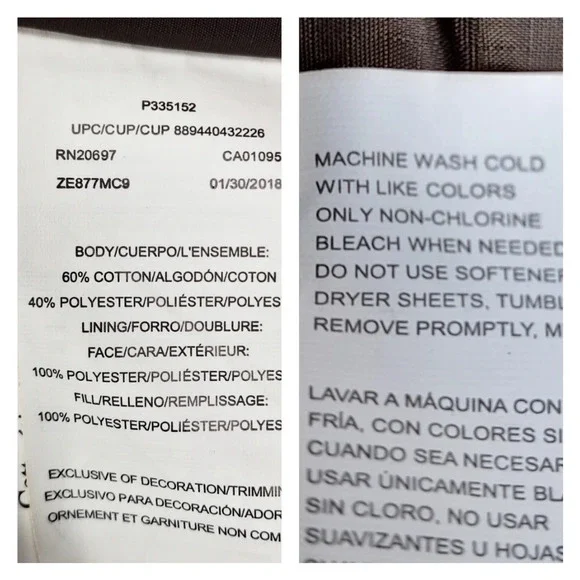 P335152
UPC/CUP/CUP 889440432226
RN20697 CA01095
ZE877MC9 01/30/2018
BODY/CUERPO/L'ENSEMBLE:
60% COTTON/ALGODÓN/COTON
40% POLYESTER/POLIÉSTER/POLYES
LINING/FORRO/DOUBLURE:
FACE/CARA/EXTÉRIEUR:
100% POLYESTER/POLIÉSTER/POLYES
FILL/RELLENO/REMPLISSAGE:
100% POLYESTER/POLIÉSTER/POLYES
EXCLUSIVE OF DECORATION/TRIMMIN
EXCLUSIVO PARA DECORACIÓN/ADOR
ORNEMENT ET GARNITURE NON COM
MACHINE WASH COLD
WITH LIKE COLORS
ONLY NON-CHLORINE
BLEACH WHEN NEEDED
DO NOT USE SOFTENER
DRYER SHEETS, TUMBL
REMOVE PROMPTLY, M
LAVAR A MÁQUINA CON
FRÍA, CON COLORES SI
CUANDO SEA NECESAR
USAR ÚNICAMENTE BLA
SIN CLORO, NO USAR
SUAVIZANTES U HOJAS